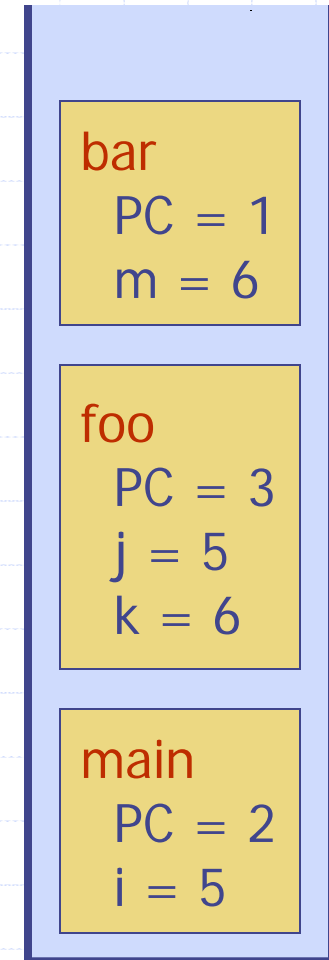 bar
PC = 1
m = 6
foo
PC = 3
j = 5
k = 6
main
PC = 2
i = 5